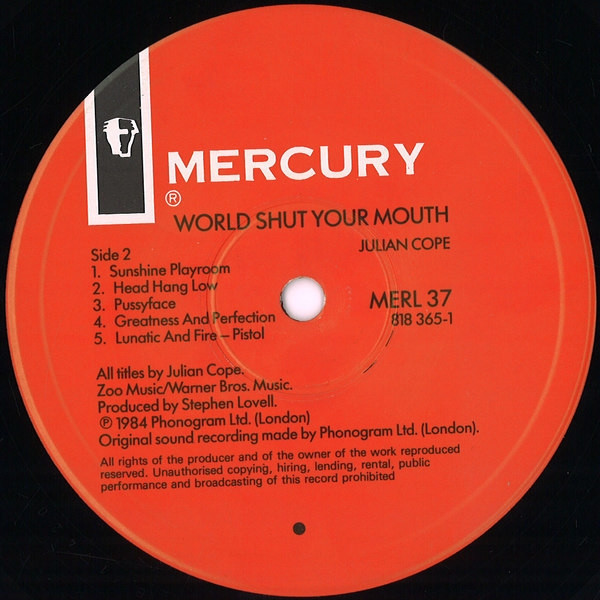 MERCURY
®
WORLD SHUT YOUR MOUTH
JULIAN COPE
Side 2
1. Sunshine Playroom
2. Head Hang Low
3. Pussyface
4. Greatness And Perfection
5. Lunatic And Fire – Pistol
MERL 37
818 365-1
All titles by Julian Cope.
Zoo Music/Warner Bros. Music.
Produced by Stephen Lovell.
℗ 1984 Phonogram Ltd. (London)
Original sound recording made by Phonogram Ltd. (London).
All rights of the producer and of the owner of the work reproduced
reserved. Unauthorised copying, hiring, lending, rental, public
performance and broadcasting of this record prohibited